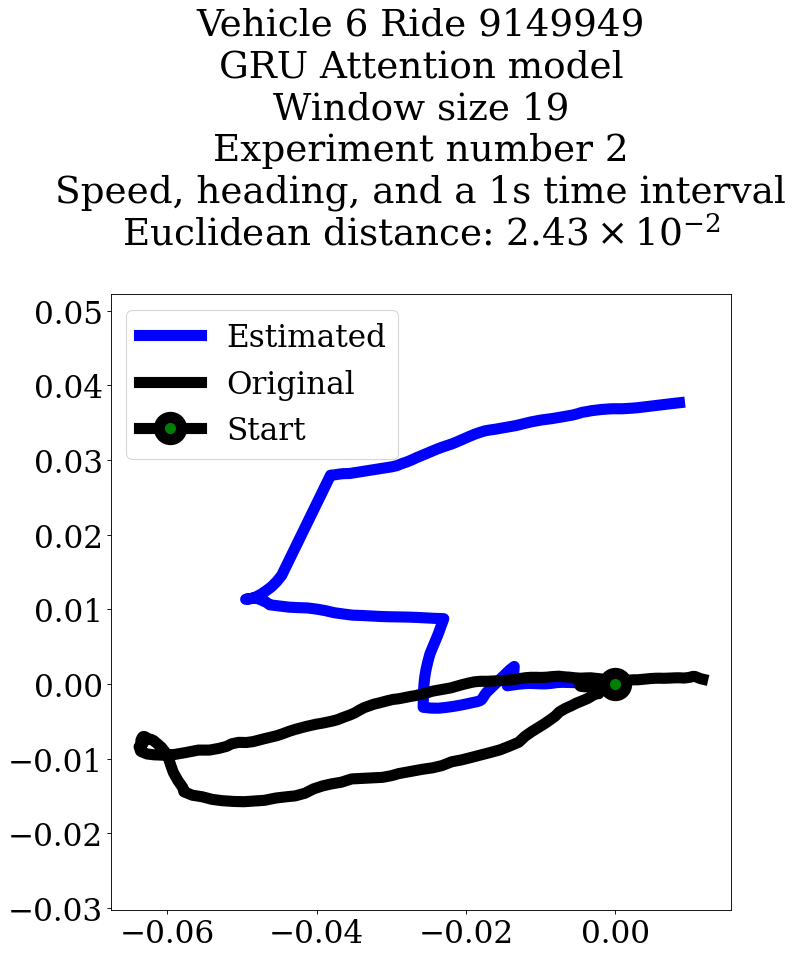 Vehicle 6 Ride 9149949
GRU Attention model
Window size 19
Experiment number 2
Speed, heading, and a 1s time interval
Euclidean distance: 2.43 × 10⁻²
0.05
0.04
0.03
0.02
0.01
0.00
−0.01
−0.02
−0.03
Estimated
Original
Start
−0.06 −0.04 −0.02 0.00